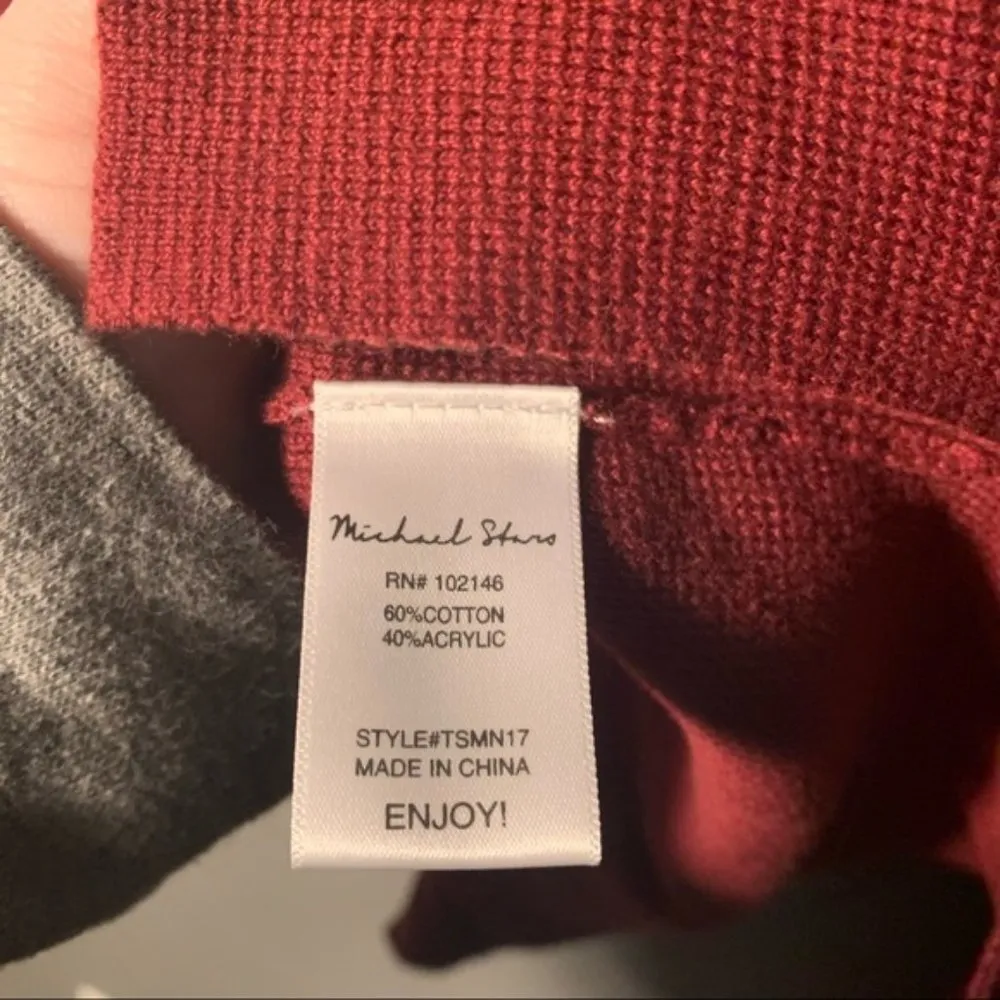 Michael Stars
RN# 102146
60%COTTON
40%ACRYLIC
STYLE#TSMN17
MADE IN CHINA
ENJOY!